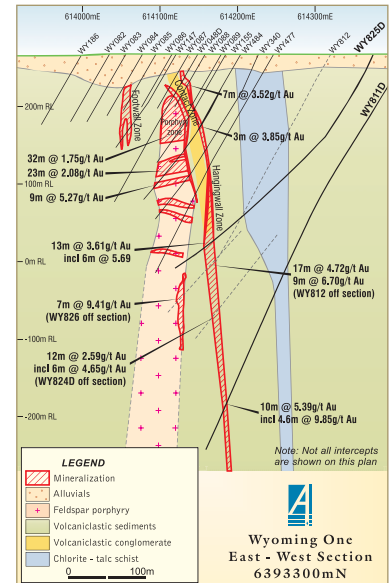 614000mE
614100mE
614200mE
614300mE
WY186
WY082
WY083
WY084
WY085
WY086
WY147
WY087
WY048D
WY088
WY089
WY155
WY484
WY340
WY477
WY812
WY825D
WY811D
200m RL
100m RL
0m RL
-100m RL
-200m RL
Footwall Zone
Porphyry
zone
Contact Zone
Hangingwall Zone
7m @ 3.52g/t Au
3m @ 3.85g/t Au
32m @ 1.75g/t Au
23m @ 2.08g/t Au
9m @ 5.27g/t Au
13m @ 3.61g/t Au
incl 6m @ 5.69
17m @ 4.72g/t Au
9m @ 6.70g/t Au
(WY812 off section)
7m @ 9.41g/t Au
(WY826 off section)
12m @ 2.59g/t Au
incl 6m @ 4.65g/t Au
(WY824D off section)
10m @ 5.39g/t Au
incl 4.6m @ 9.85g/t Au
Note: Not all intercepts
are shown on this plan
LEGEND
Mineralization
Alluvials
Feldspar porphyry
Volcaniclastic sediments
Volcaniclastic conglomerate
Chlorite - talc schist
0 100m
Wyoming One
East - West Section
6393300mN